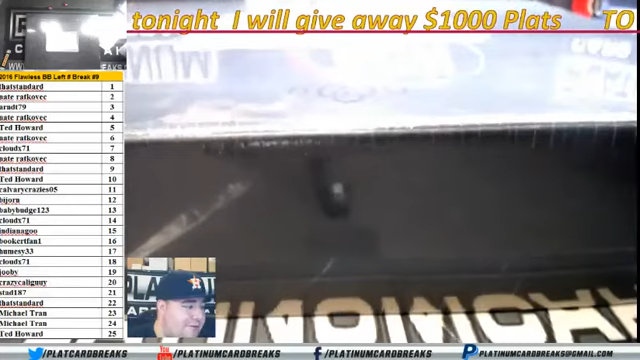 tonight I will give away $1000 Plats TO
2016 Flawless BB Left # Break #9
thatstandard 1
nate ratkovec 2
arndt79 3
nate ratkovec 4
Ted Howard 5
nate ratkovec 6
cloudx71 7
nate ratkovec 8
thatstandard 9
Ted Howard 10
calvarycrazies05 11
bijorn 12
babybudge123 13
cloudx71 14
indianagoo 15
bookertfan1 16
humesy33 17
cloudx71 18
jooby 19
crazycaliguy 20
stad187 21
thatstandard 22
Michael Tran 23
Michael Tran 24
Ted Howard 25
/PLATCARDBREAKS
/PLATINUMCARDBREAKS
/PLATINUMCARDBREAKS
PLATINUMCARDBREAKS@GMAIL.COM